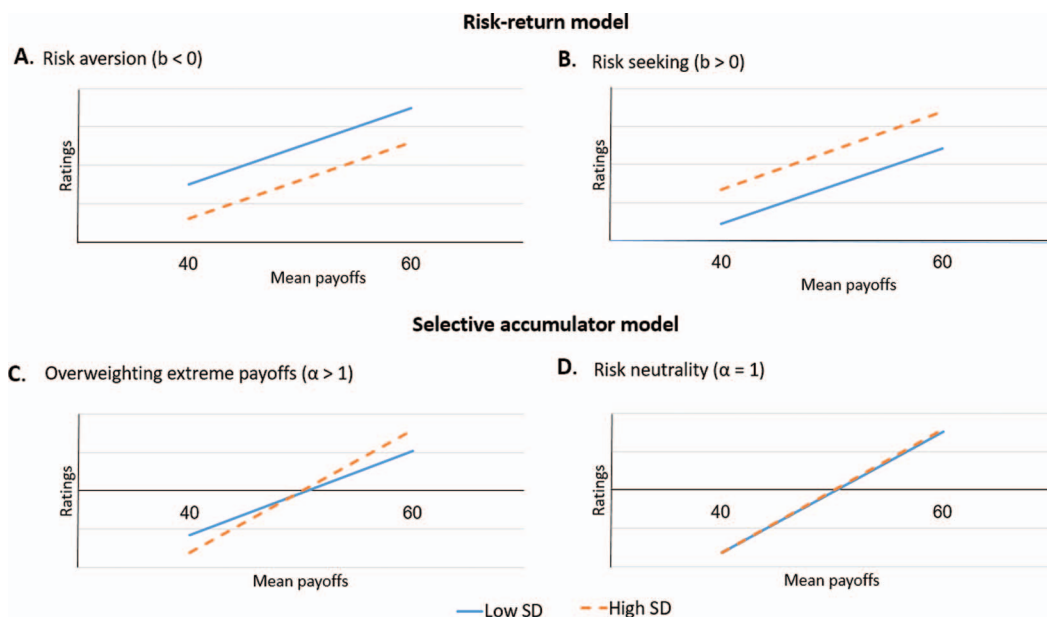 Risk-return model
A. Risk aversion (b < 0)
B. Risk seeking (b > 0)
Ratings
40
60
Mean payoffs
Ratings
40
60
Mean payoffs
Selective accumulator model
C. Overweighting extreme payoffs (α > 1)
D. Risk neutrality (α = 1)
Ratings
40
60
Mean payoffs
Ratings
40
60
Mean payoffs
Low SD
High SD